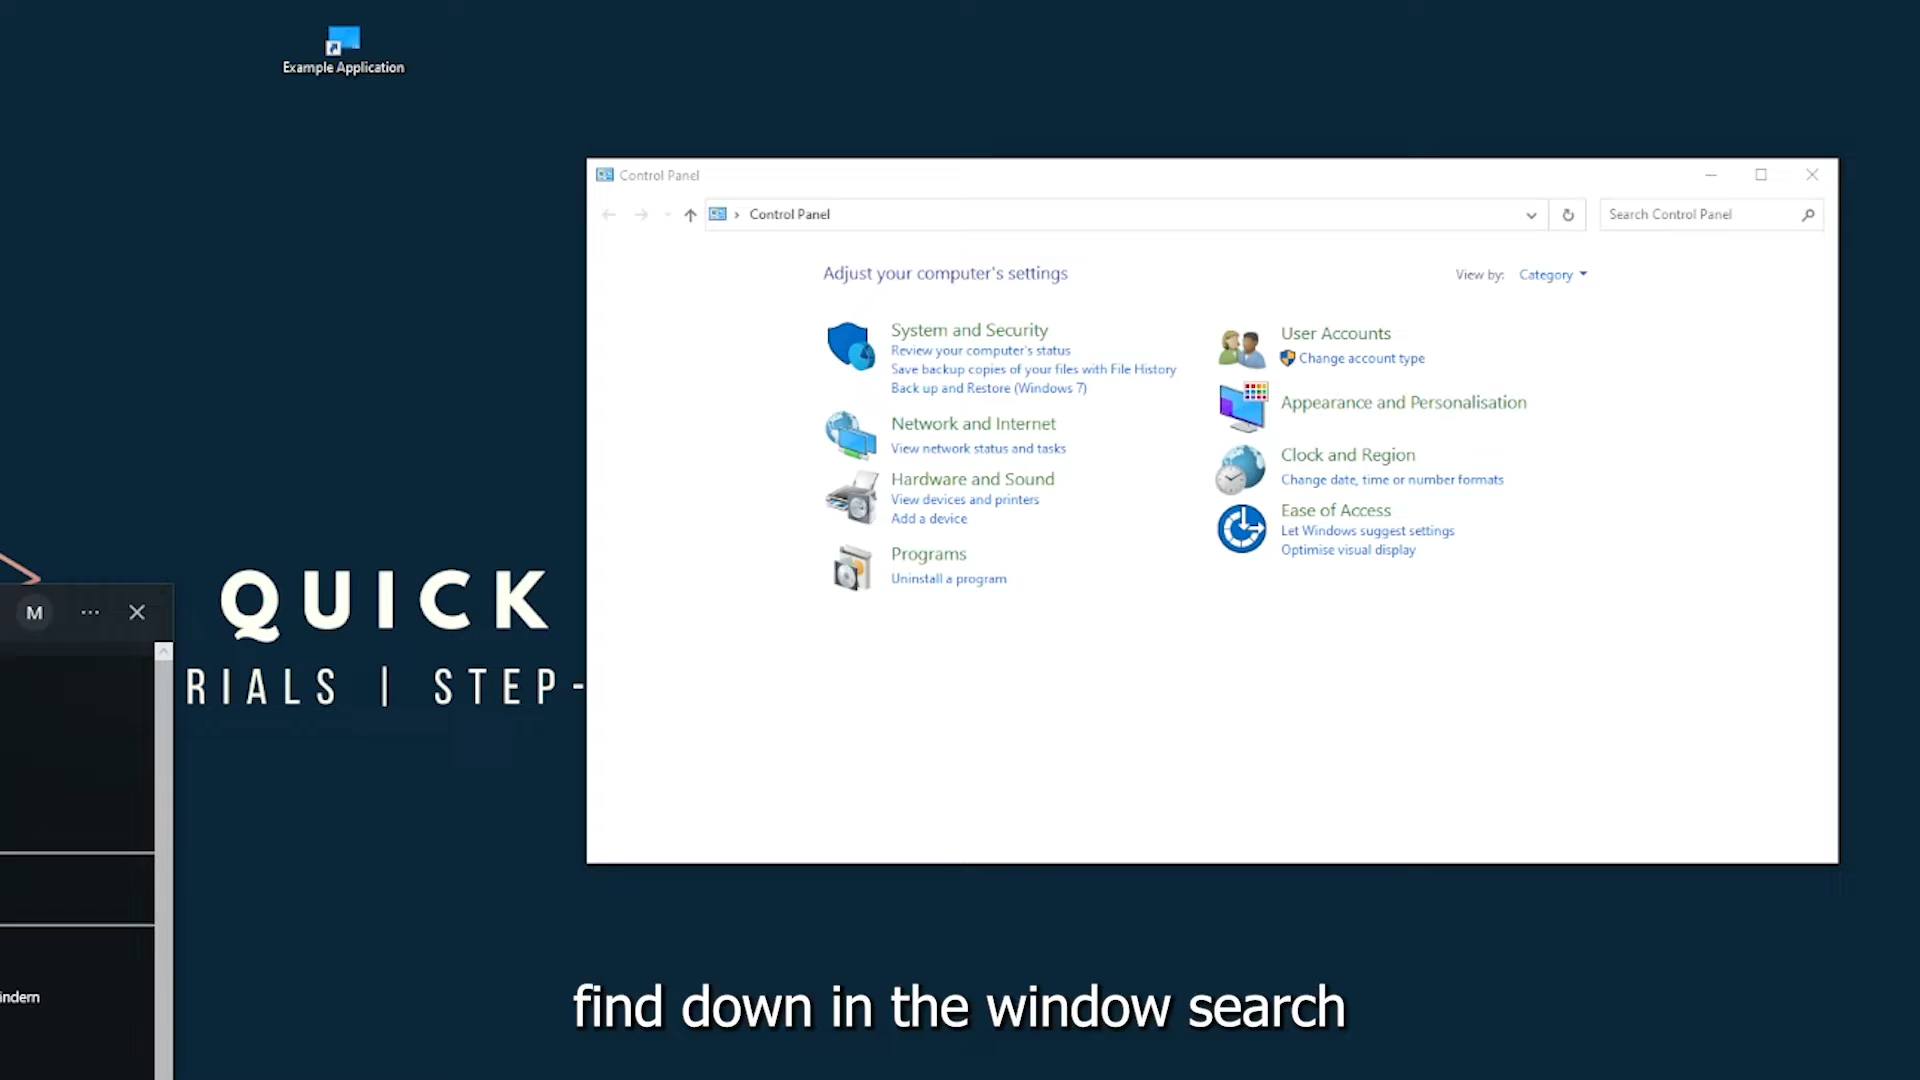 Example Application
Control Panel
Control Panel
Search Control Panel
Adjust your computer's settings
View by: Category
System and Security
Review your computer's status
Save backup copies of your files with File History
Back up and Restore (Windows 7)
Network and Internet
View network status and tasks
Hardware and Sound
View devices and printers
Add a device
Programs
Uninstall a program
User Accounts
Change account type
Appearance and Personalisation
Clock and Region
Change date, time or number formats
Ease of Access
Let Windows suggest settings
Optimise visual display
M
QUICK
RIALS | STEP-
indern
find down in the window search